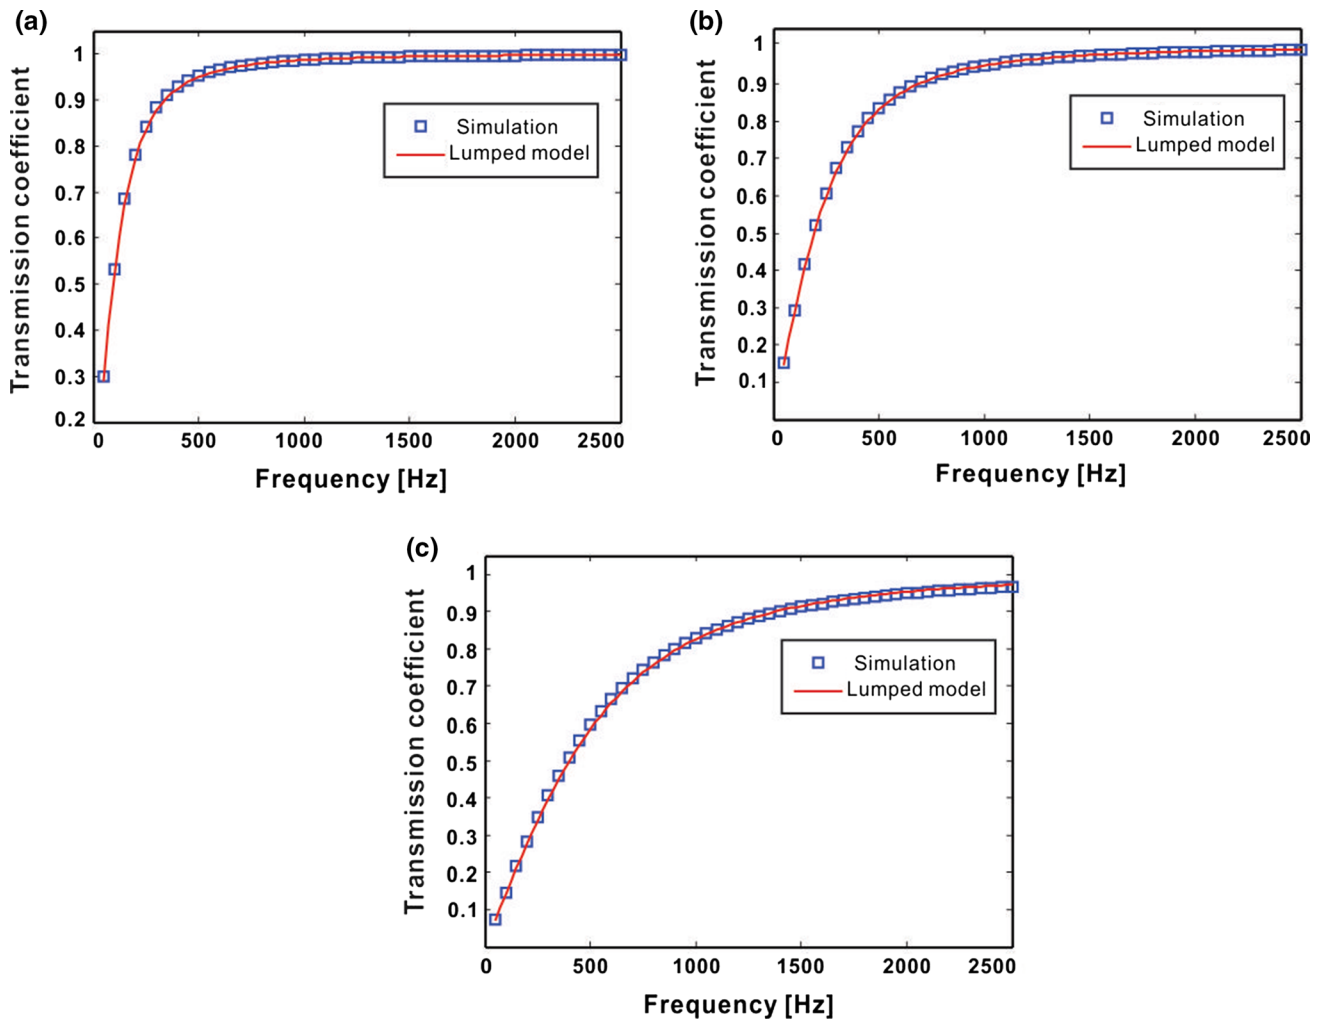 (a)
Transmission coefficient
1
0.9
0.8
0.7
0.6
0.5
0.4
0.3
0.2
0 500 1000 1500 2000 2500
Frequency [Hz]
Simulation
Lumped model
(b)
Transmission coefficient
1
0.9
0.8
0.7
0.6
0.5
0.4
0.3
0.2
0.1
0 500 1000 1500 2000 2500
Frequency [Hz]
Simulation
Lumped model
(c)
Transmission coefficient
1
0.9
0.8
0.7
0.6
0.5
0.4
0.3
0.2
0.1
0 500 1000 1500 2000 2500
Frequency [Hz]
Simulation
Lumped model